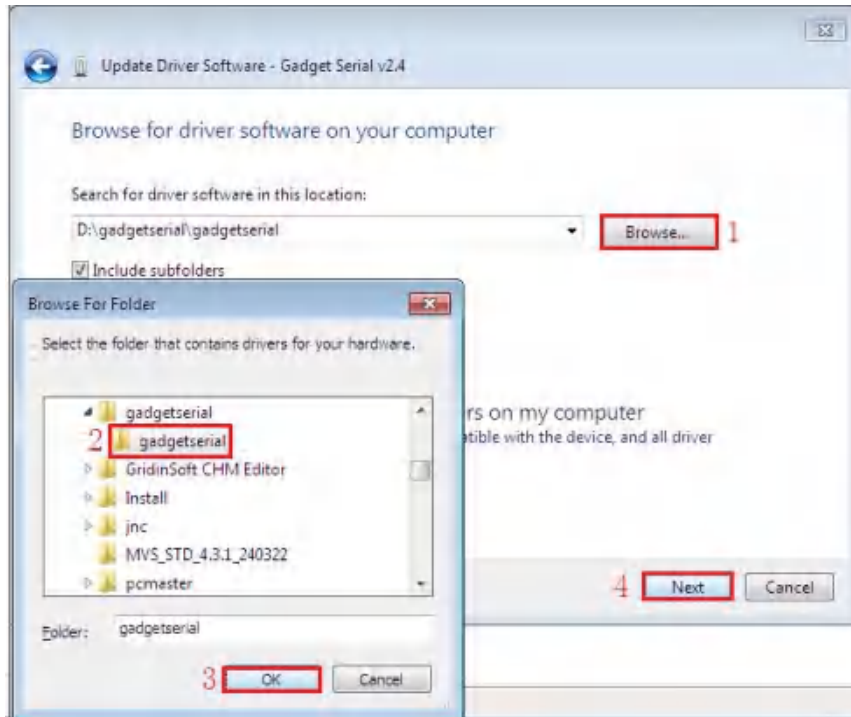 Update Driver Software - Gadget Serial v2.4
Browse for driver software on your computer
Search for driver software in this location:
D:\gadgetserial\gadgetserial
Browse... 1
Include subfolders
Browse For Folder
Select the folder that contains drivers for your hardware.
gadgetserial
2 gadgetserial
GridinSoft CHM Editor
Install
jnc
MVS_STD_4.3.1_240322
pcmaster
Folder: gadgetserial
3 OK Cancel
rs on my computer
atible with the device, and all driver
4 Next Cancel